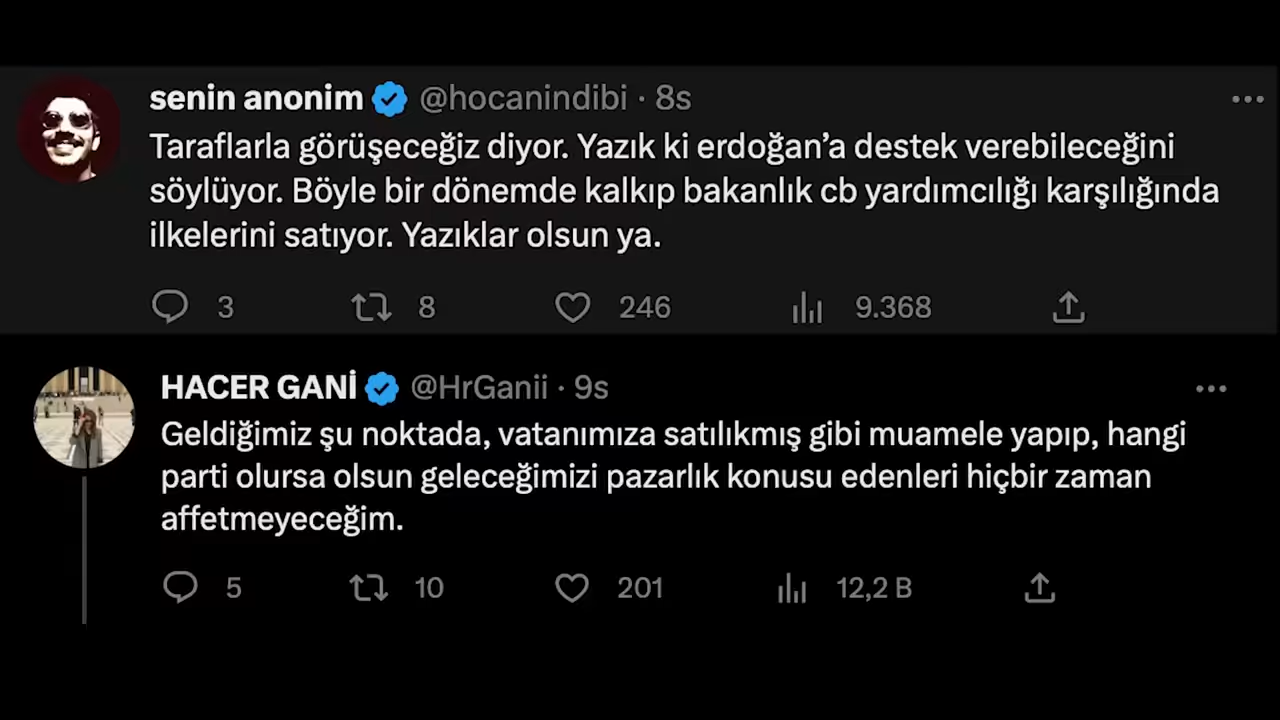 senin anonim @hocanindibi · 8s
Taraflarla görüşeceğiz diyor. Yazık ki erdoğan’a destek verebileceğini
söylüyor. Böyle bir dönemde kalkıp bakanlık cb yardımcılığı karşılığında
ilkelerini satıyor. Yazıklar olsun ya.
3 8 246 9.368
HACER GANİ @HrGanii · 9s
Geldiğimiz şu noktada, vatanımıza satılıkmış gibi muamele yapıp, hangi
parti olursa olsun geleceğimizi pazarlık konusu edenleri hiçbir zaman
affetmeyeceğim.
5 10 201 12,2 B